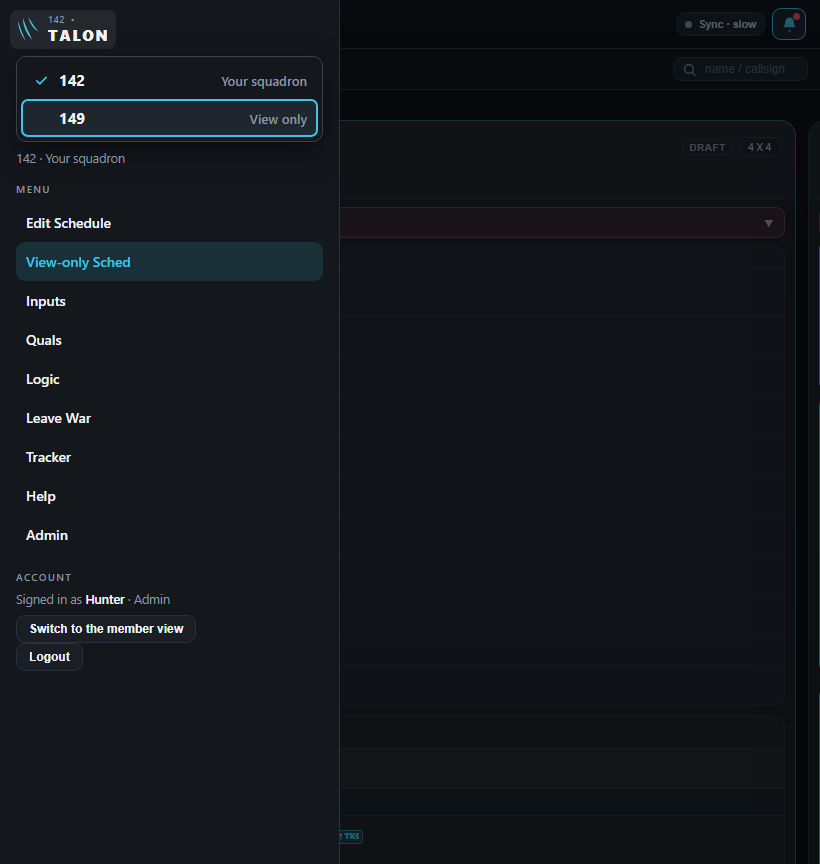 142
TALON
Sync · slow
name / callsign
142 Your squadron
149 View only
142 · Your squadron
DRAFT 4 X 4
MENU
Edit Schedule
View-only Sched
Inputs
Quals
Logic
Leave War
Tracker
Help
Admin
ACCOUNT
Signed in as Hunter · Admin
Switch to the member view
Logout
TKS